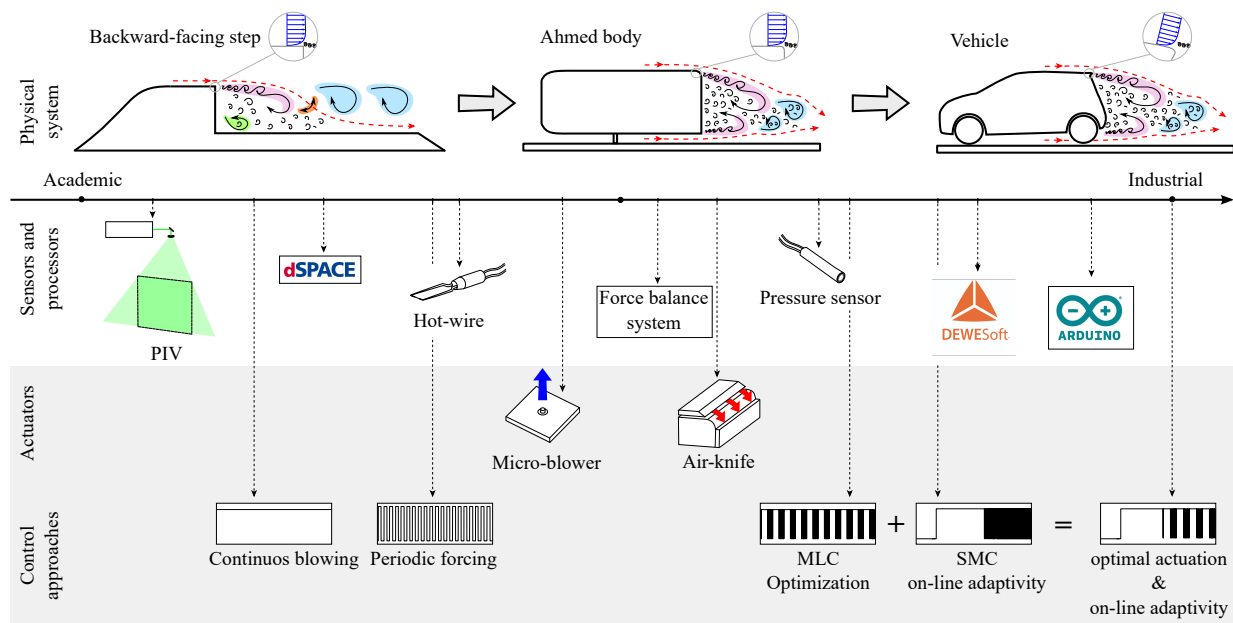 Backward-facing step
Ahmed body
Vehicle
Physical
system
Academic
Industrial
Sensors and
processors
PIV
dSPACE
Hot-wire
Force balance
system
Pressure sensor
DEWESoft
ARDUINO
Actuators
Micro-blower
Air-knife
Control
approaches
Continuos blowing
Periodic forcing
MLC
Optimization
+
SMC
on-line adaptivity
=
optimal actuation
&
on-line adaptivity